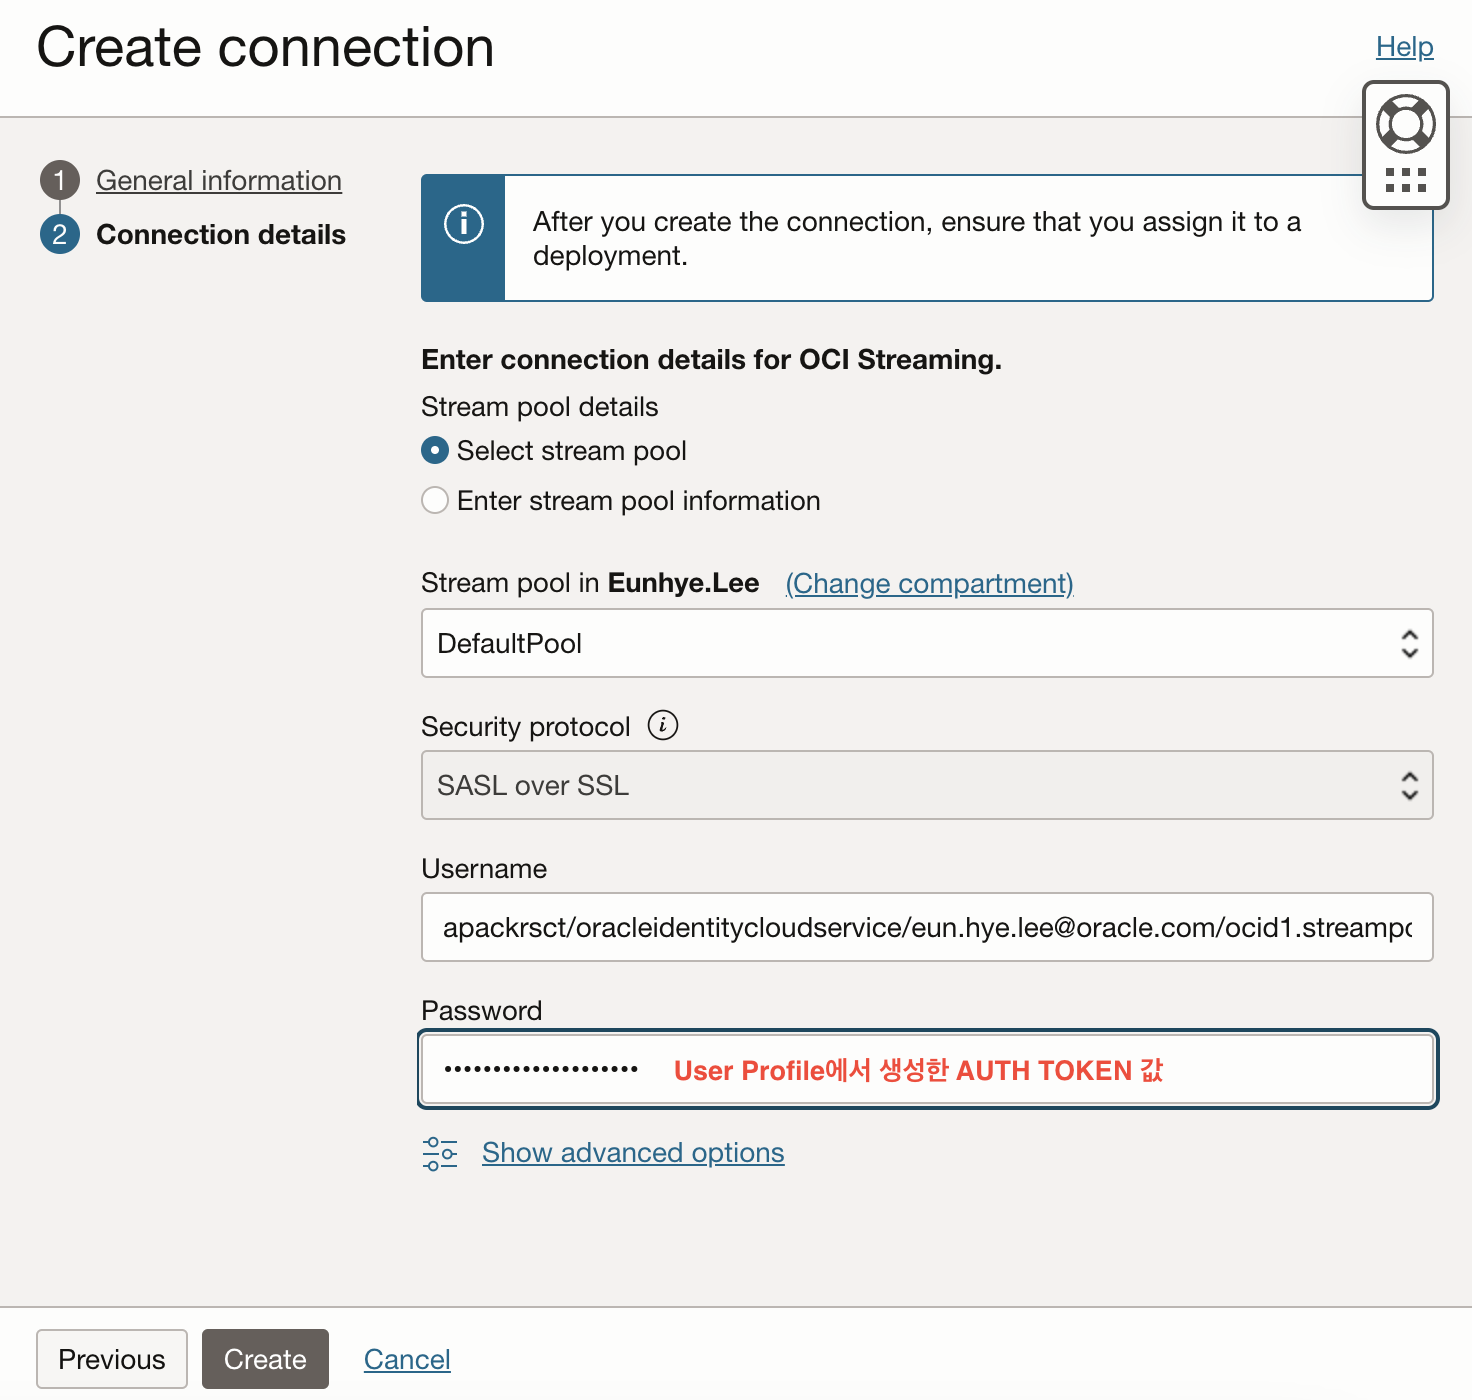 Create connection
Help
1 General information
2 Connection details
After you create the connection, ensure that you assign it to a
deployment.
Enter connection details for OCI Streaming.
Stream pool details
Select stream pool
Enter stream pool information
Stream pool in Eunhye.Lee (Change compartment)
DefaultPool
Security protocol
SASL over SSL
Username
apackrsct/oracleidentitycloudservice/eun.hye.lee@oracle.com/ocid1.streampo
Password
User Profile에서 생성한 AUTH TOKEN 값
Show advanced options
Previous
Create
Cancel